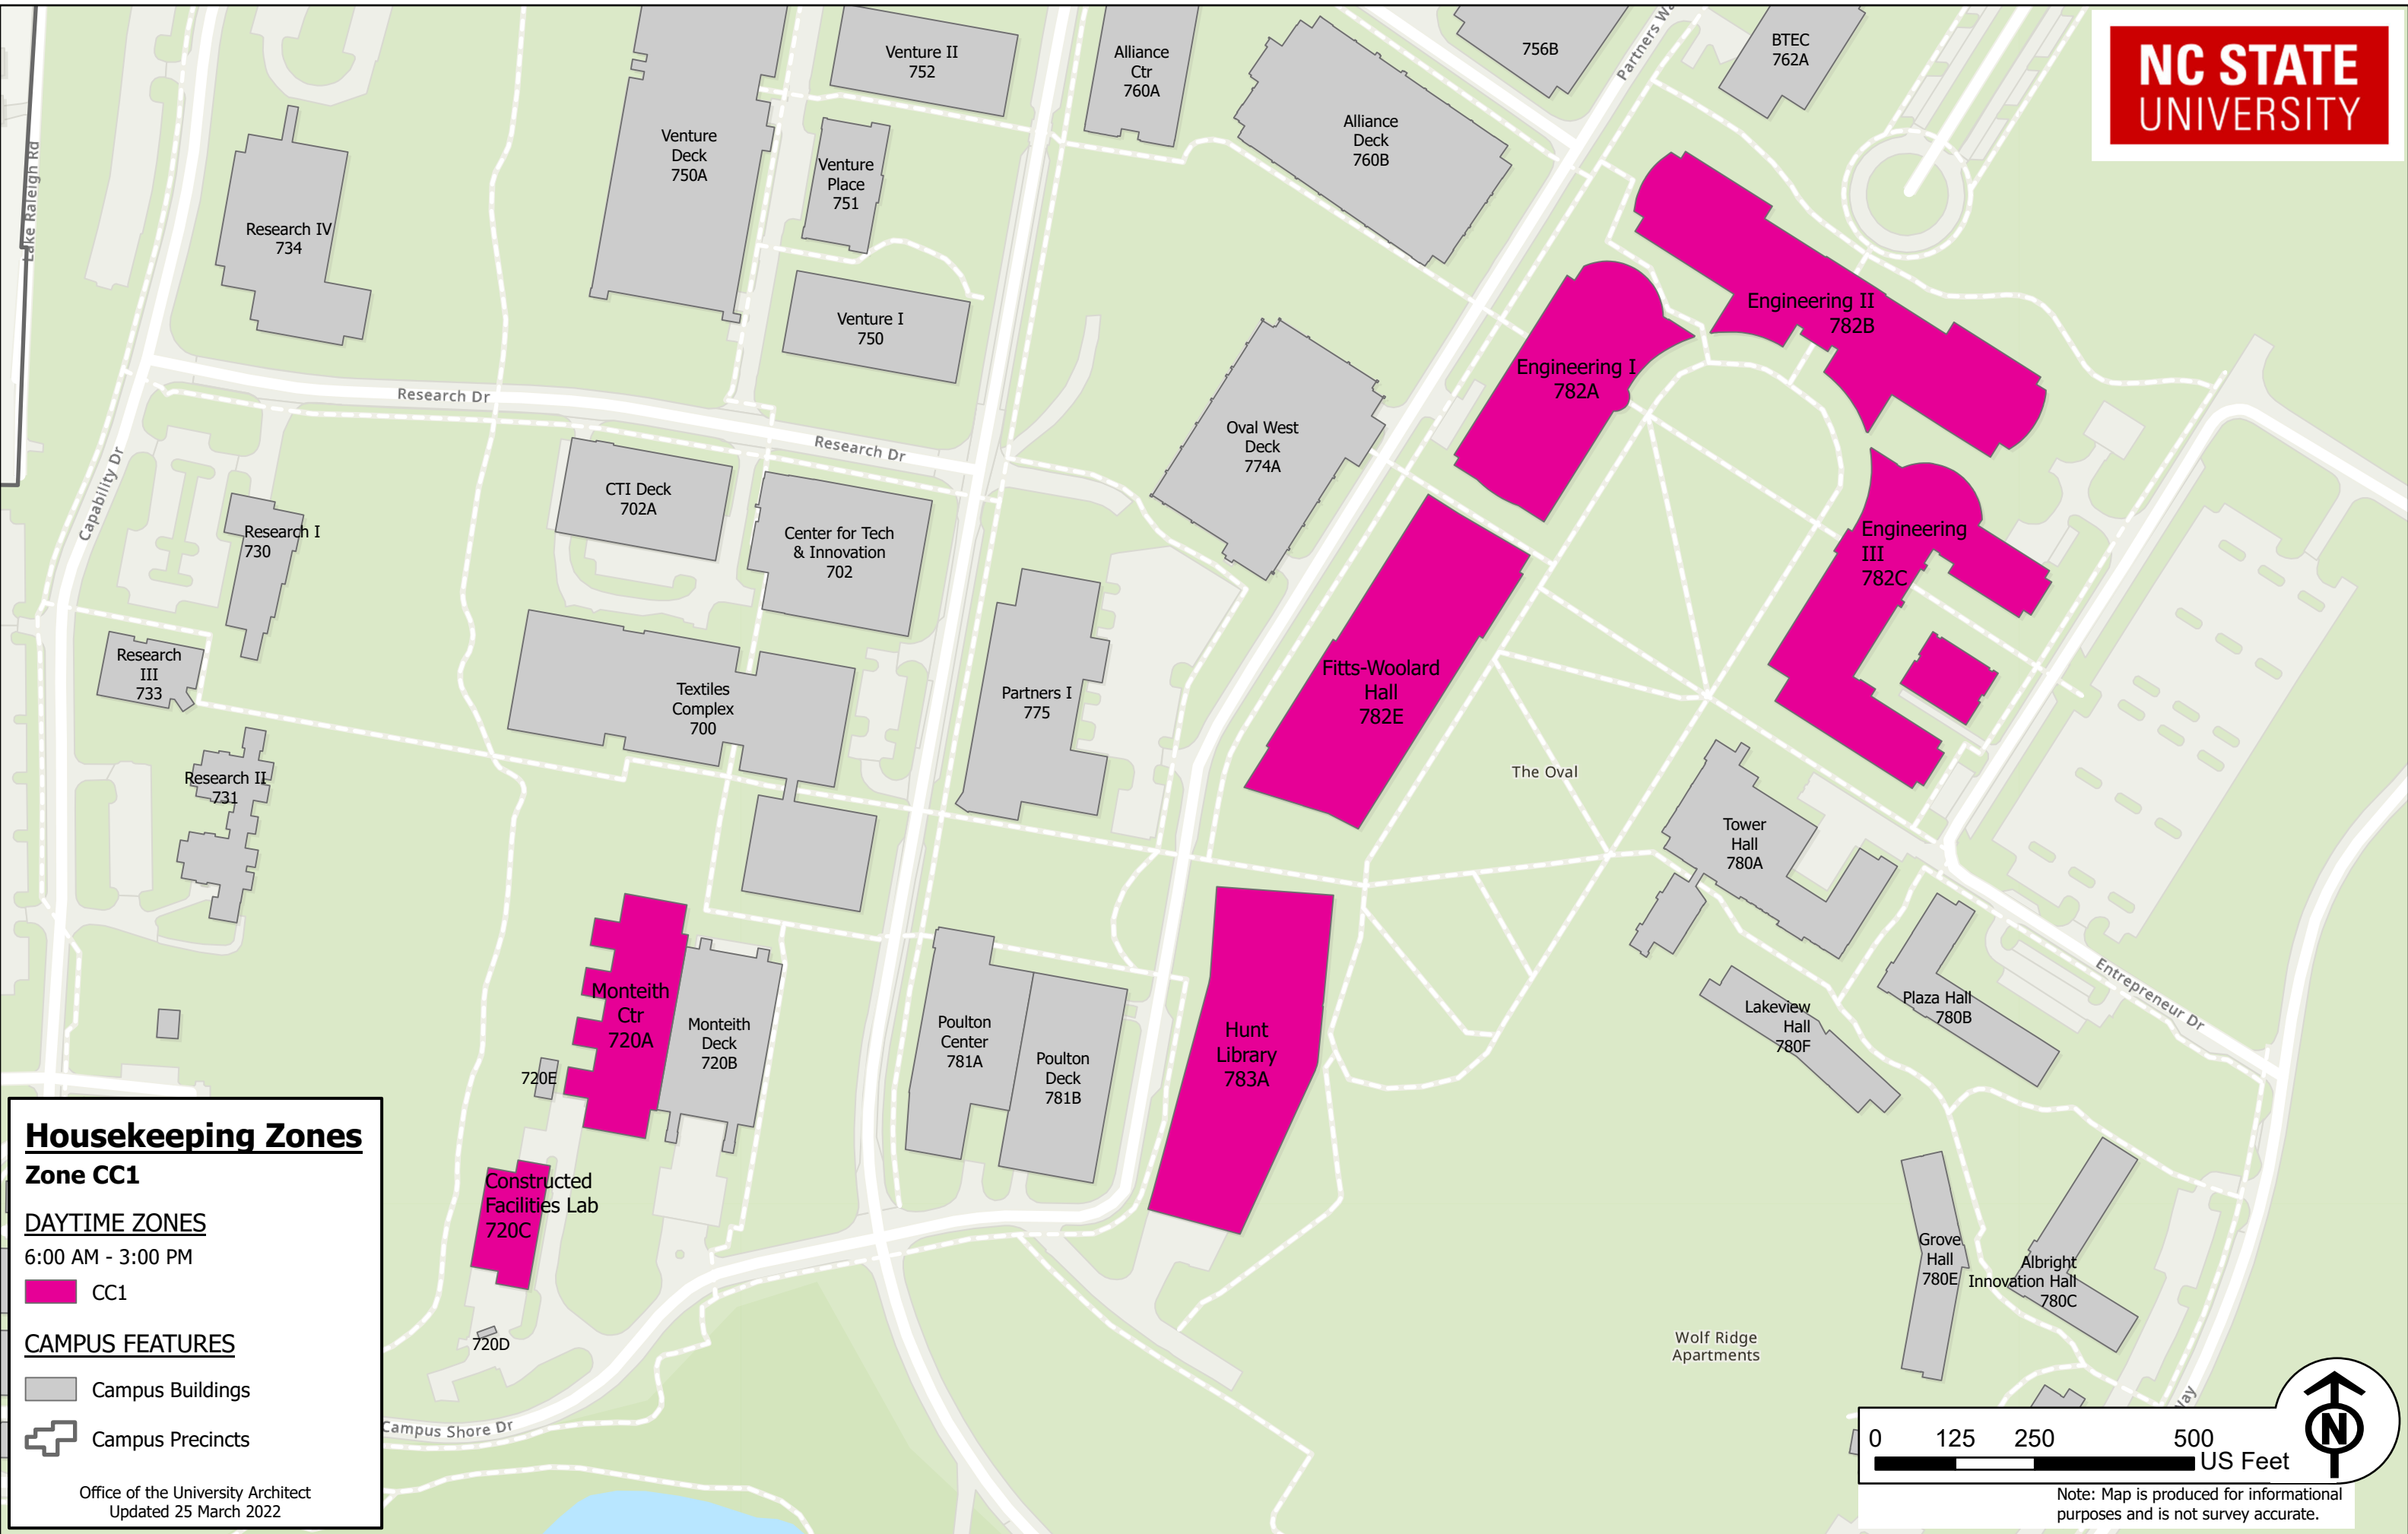 Venture II
752
Alliance
Ctr
760A
756B
Partners Wa
BTEC
762A
NC STATE
UNIVERSITY
Venture
Deck
750A
Alliance
Deck
760B
Venture
Place
751
Lake Raleigh Rd
Research IV
734
Venture I
750
Engineering II
782B
Engineering I
782A
Research Dr
Research Dr
Oval West
Deck
774A
Capability Dr
CTI Deck
702A
Center for Tech
& Innovation
702
Research I
730
Engineering
III
782C
Research
III
733
Textiles
Complex
700
Partners I
775
Fitts-Woolard
Hall
782E
The Oval
Research II
731
Tower
Hall
780A
Monteith
Ctr
720A
Monteith
Deck
720B
Poulton
Center
781A
Poulton
Deck
781B
Hunt
Library
783A
Lakeview
Hall
780F
Plaza Hall
780B
Entrepreneur Dr
720E
Constructed
Facilities Lab
720C
Grove
Hall
780E
Albright
Innovation Hall
780C
720D
Wolf Ridge
Apartments
Campus Shore Dr
Way
Housekeeping Zones
Zone CC1
DAYTIME ZONES
6:00 AM - 3:00 PM
CC1
CAMPUS FEATURES
Campus Buildings
Campus Precincts
Office of the University Architect
Updated 25 March 2022
N
0 125 250 500
US Feet
Note: Map is produced for informational
purposes and is not survey accurate.